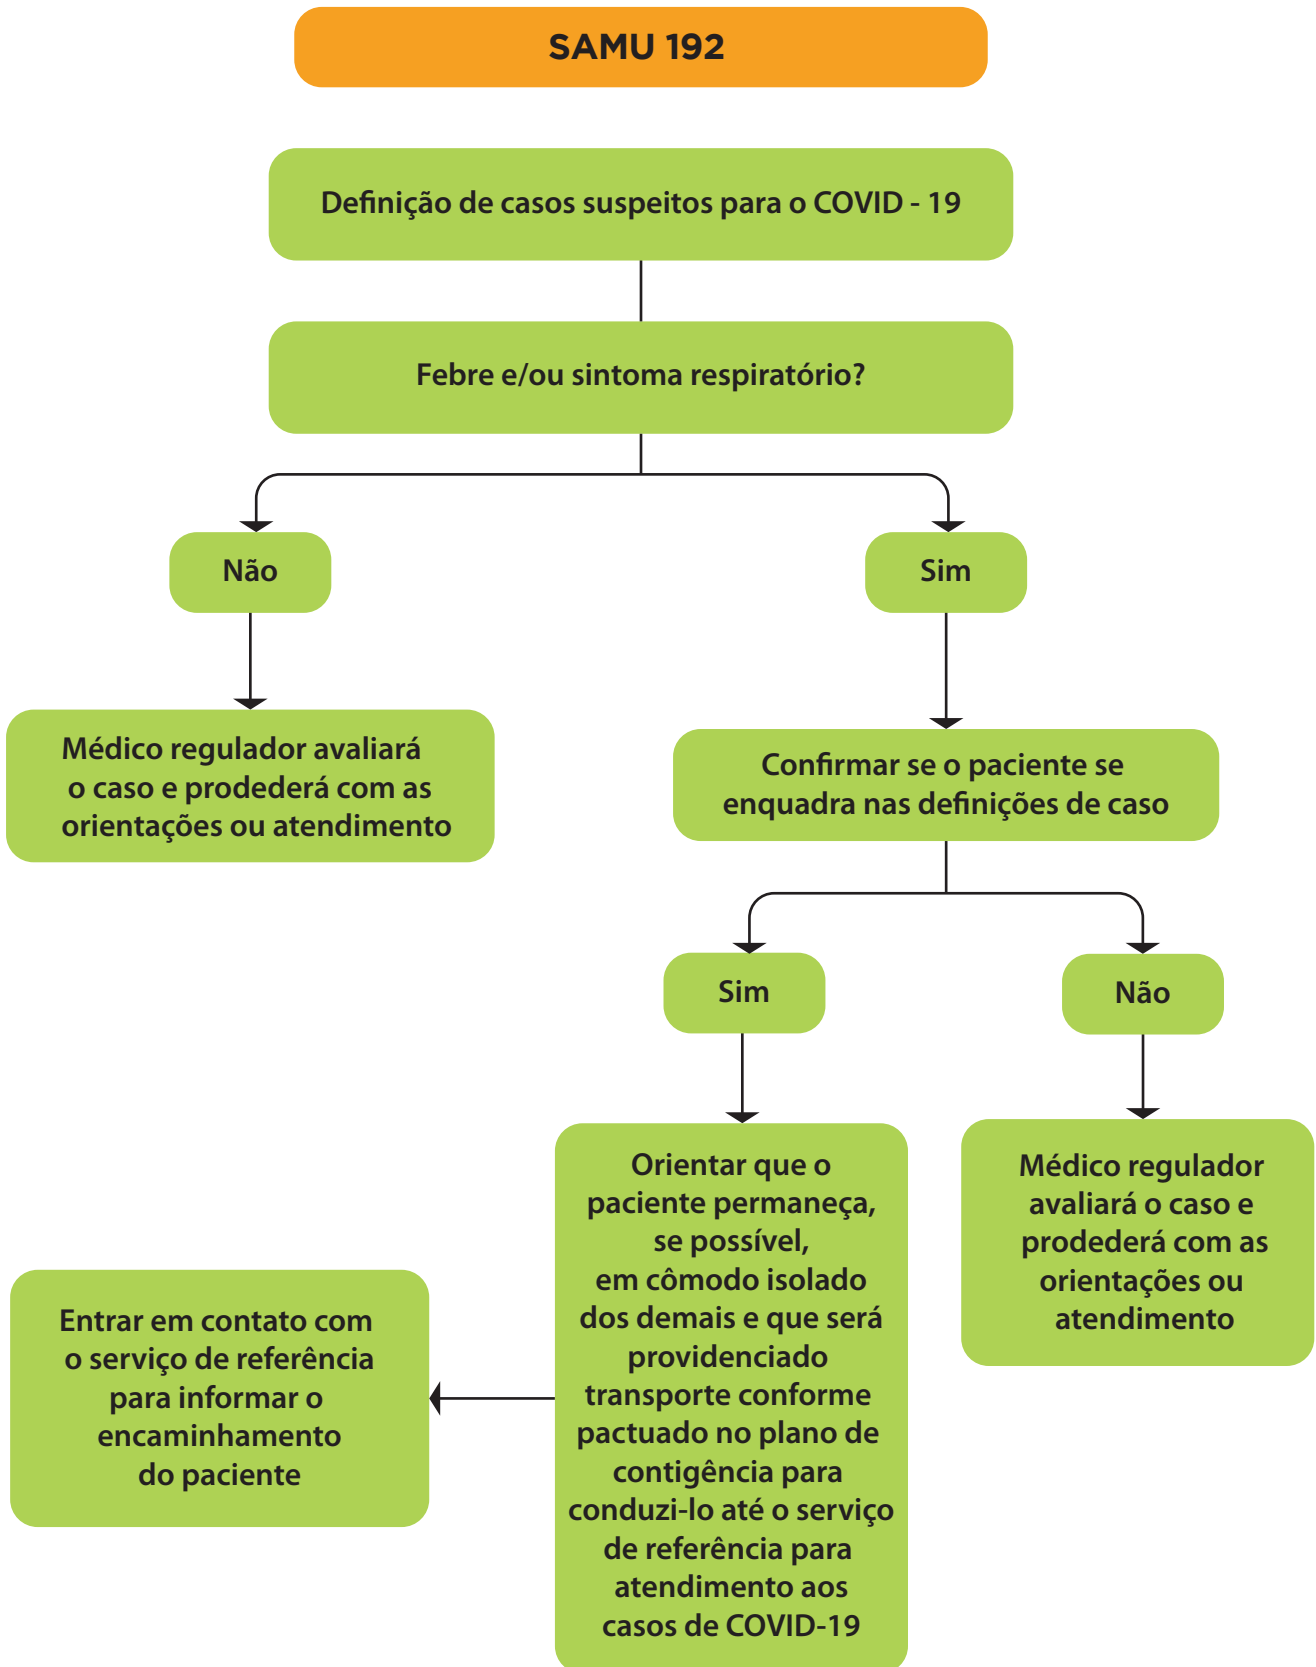 SAMU 192
Definição de casos suspeitos para o COVID - 19
Febre e/ou sintoma respiratório?
Não
Sim
Médico regulador avaliará
o caso e prodederá com as
orientações ou atendimento
Confirmar se o paciente se
enquadra nas definições de caso
Sim
Não
Orientar que o
paciente permaneça,
se possível,
em cômodo isolado
dos demais e que será
providenciado
transporte conforme
pactuado no plano de
contigência para
conduzi-lo até o serviço
de referência para
atendimento aos
casos de COVID-19
Médico regulador
avaliará o caso e
prodederá com as
orientações ou
atendimento
Entrar em contato com
o serviço de referência
para informar o
encaminhamento
do paciente